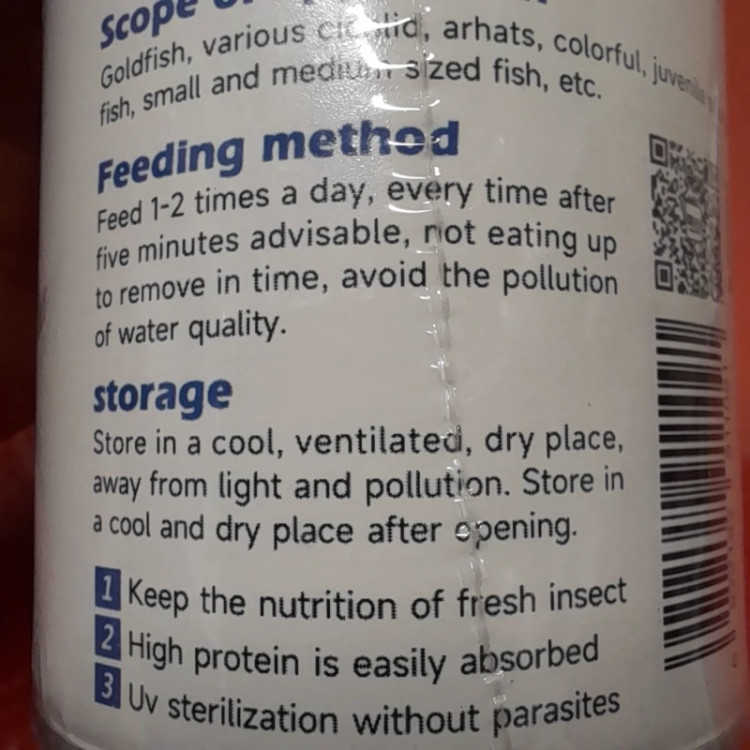 Scope
Goldfish, various cichlid, arhats, colorful, juvenile
fish, small and medium sized fish, etc.
Feeding method
Feed 1-2 times a day, every time after
five minutes advisable, not eating up
to remove in time, avoid the pollution
of water quality.
storage
Store in a cool, ventilated, dry place,
away from light and pollution. Store in
a cool and dry place after opening.
1 Keep the nutrition of fresh insect
2 High protein is easily absorbed
3 Uv sterilization without parasites